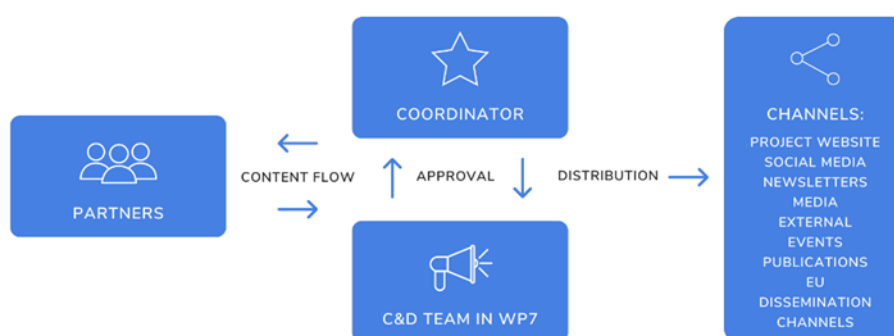 COORDINATOR
PARTNERS
CONTENT FLOW
APPROVAL
DISTRIBUTION
C&D TEAM IN WP7
CHANNELS:
PROJECT WEBSITE
SOCIAL MEDIA
NEWSLETTERS
MEDIA
EXTERNAL
EVENTS
PUBLICATIONS
EU
DISSEMINATION
CHANNELS